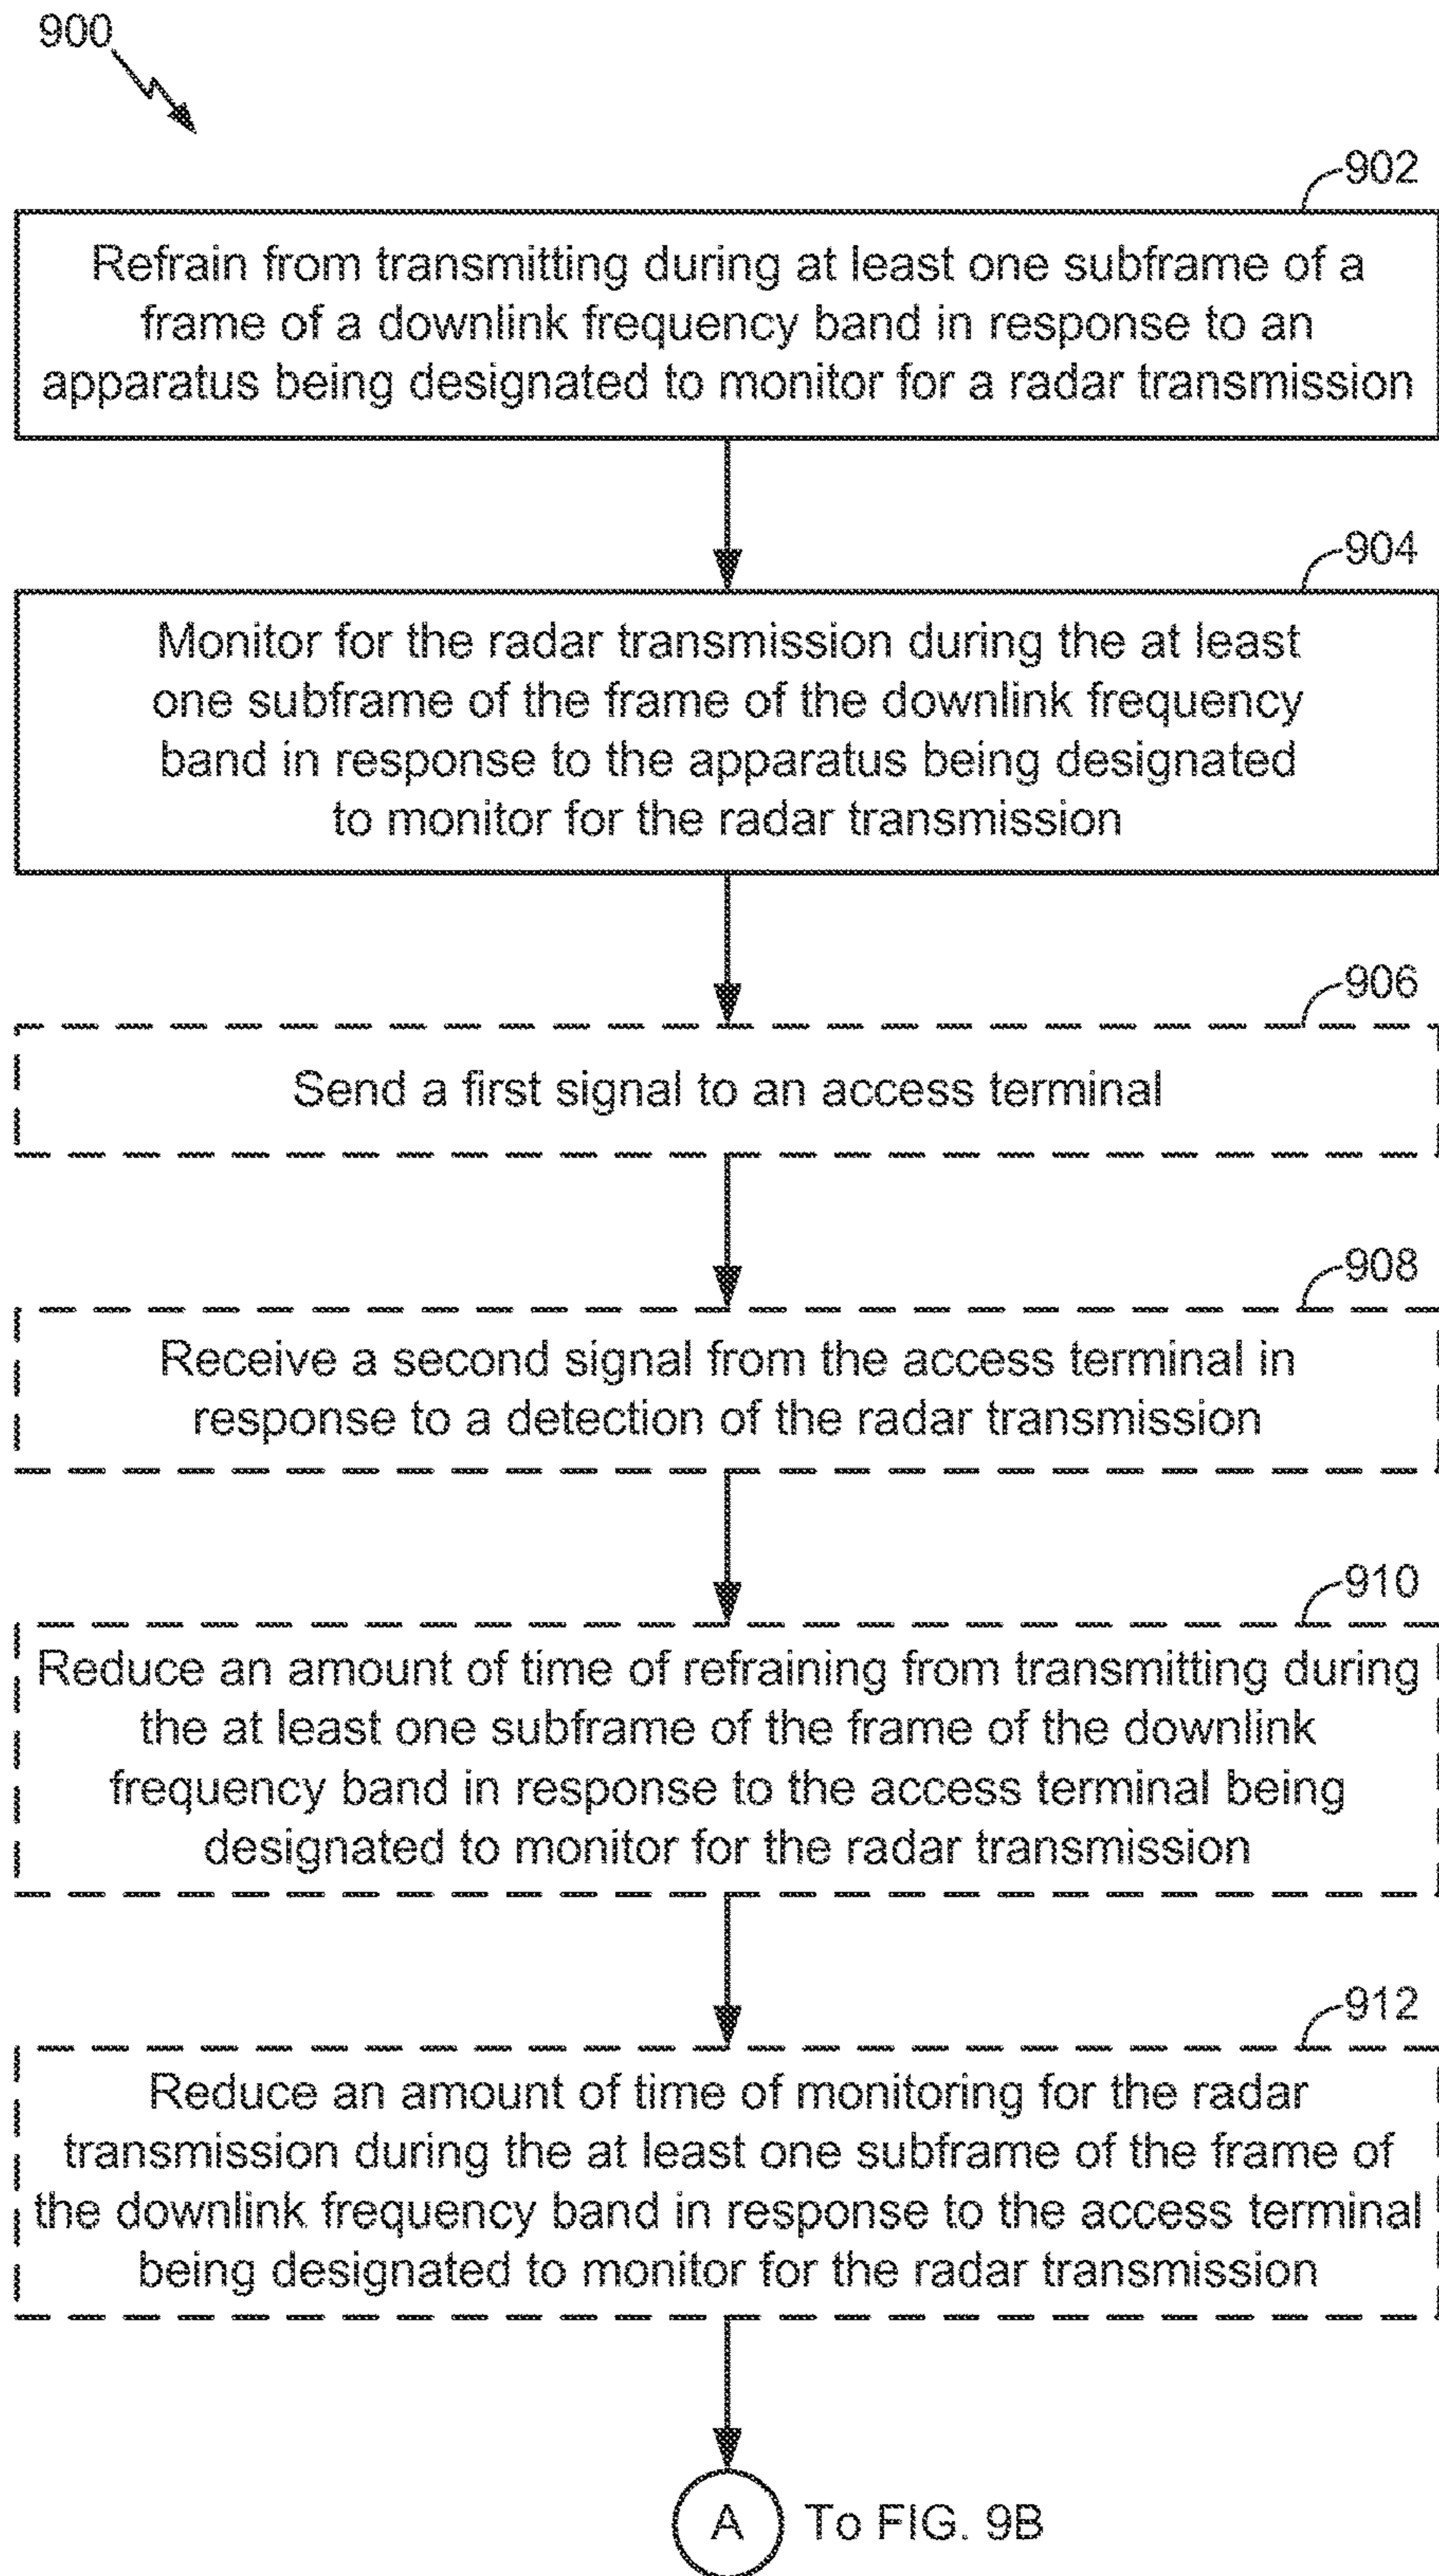 900
902
Refrain from transmitting during at least one subframe of a
frame of a downlink frequency band in response to an
apparatus being designated to monitor for a radar transmission
904
Monitor for the radar transmission during the at least
one subframe of the frame of the downlink frequency
band in response to the apparatus being designated
to monitor for the radar transmission
906
Send a first signal to an access terminal
908
Receive a second signal from the access terminal in
response to a detection of the radar transmission
910
Reduce an amount of time of refraining from transmitting during
the at least one subframe of the frame of the downlink
frequency band in response to the access terminal being
designated to monitor for the radar transmission
912
Reduce an amount of time of monitoring for the radar
transmission during the at least one subframe of the frame of
the downlink frequency band in response to the access terminal
being designated to monitor for the radar transmission
A To FIG. 9B